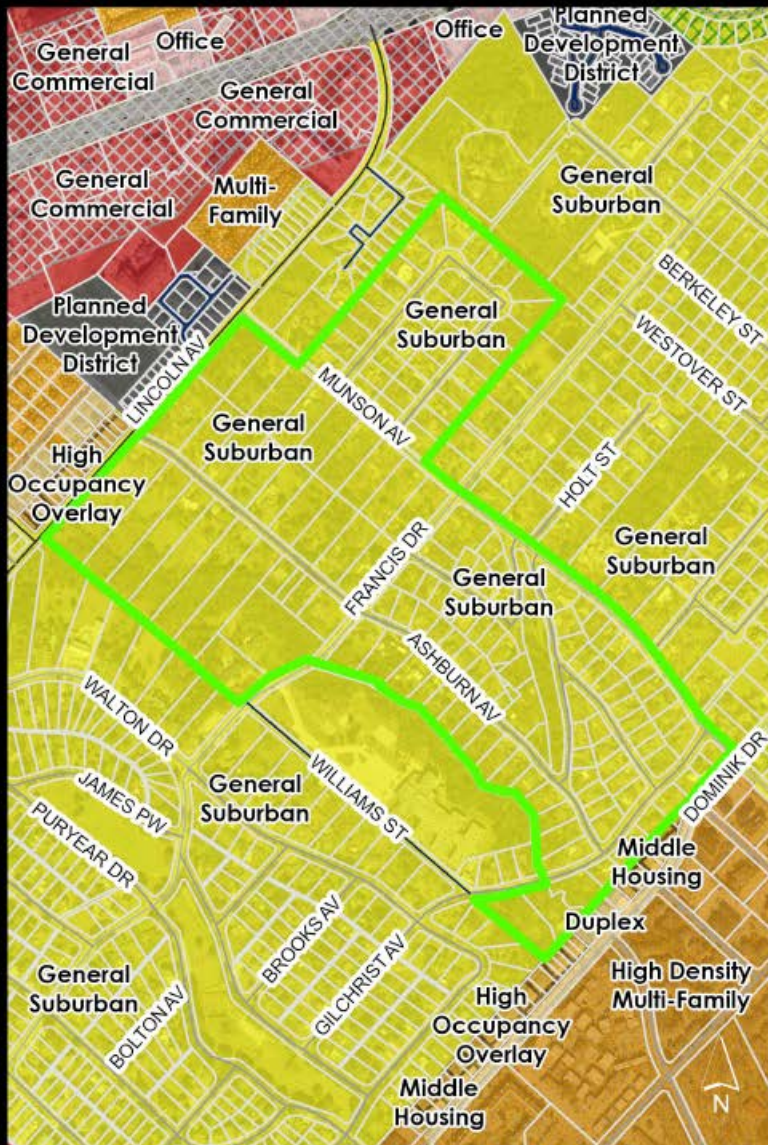 Office
Office
Planned
Development
District
General
Commercial
General
Commercial
General
Commercial
Multi-
Family
General
Suburban
BERKELEY ST
Planned
Development
District
General
Suburban
WESTOVER ST
LINCOLN AV
MUNSON AV
General
Suburban
High
Occupancy
Overlay
HOLT ST
General
Suburban
FRANCIS DR
General
Suburban
ASHBURN AV
WALTON DR
General
Suburban
WILLIAMS ST
DOMINIK DR
JAMES PW
PURYEAR DR
Middle
Housing
Duplex
BROOKS AV
GILCHRIST AV
General
Suburban
BOLTON AV
High Density
Multi-Family
High
Occupancy
Overlay
Middle
Housing
N